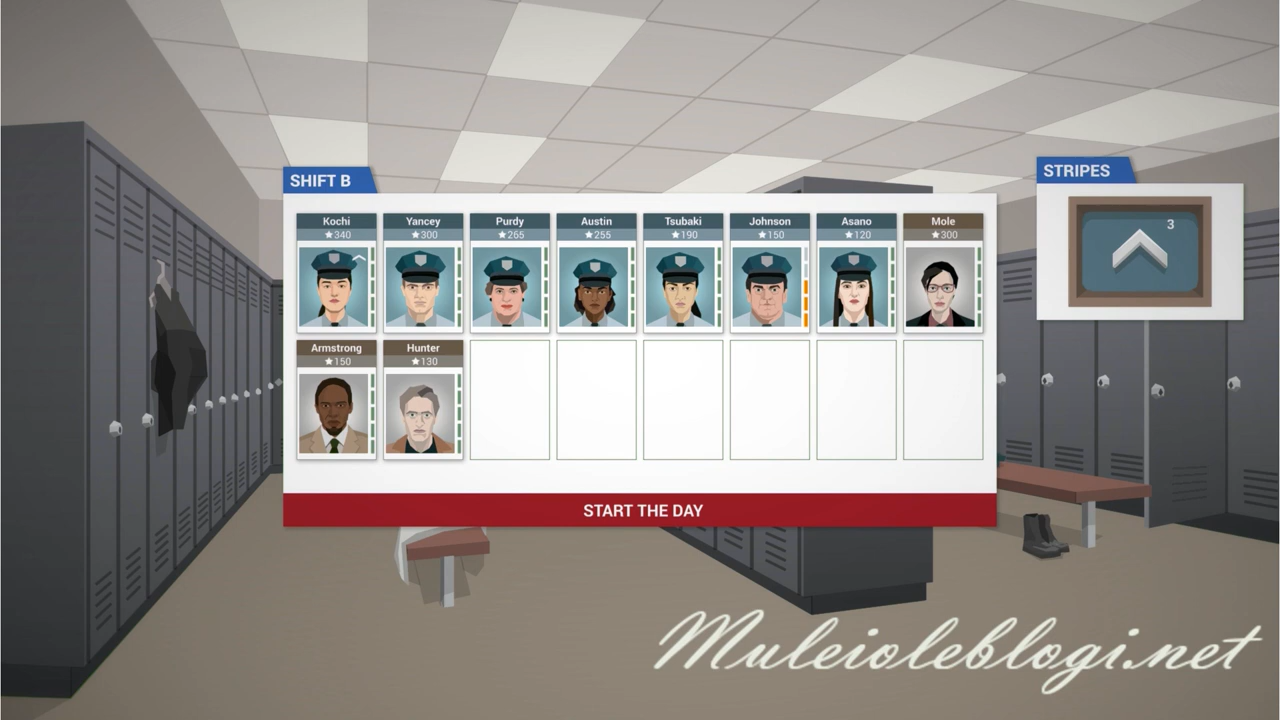 SHIFT B
STRIPES
3
Kochi Yancey Purdy Austin Tsubaki Johnson Asano Mole
★340 ★300 ★265 ★255 ★190 ★150 ★120 ★300
Armstrong Hunter
★150 ★130
START THE DAY
Muleioleblogi.net